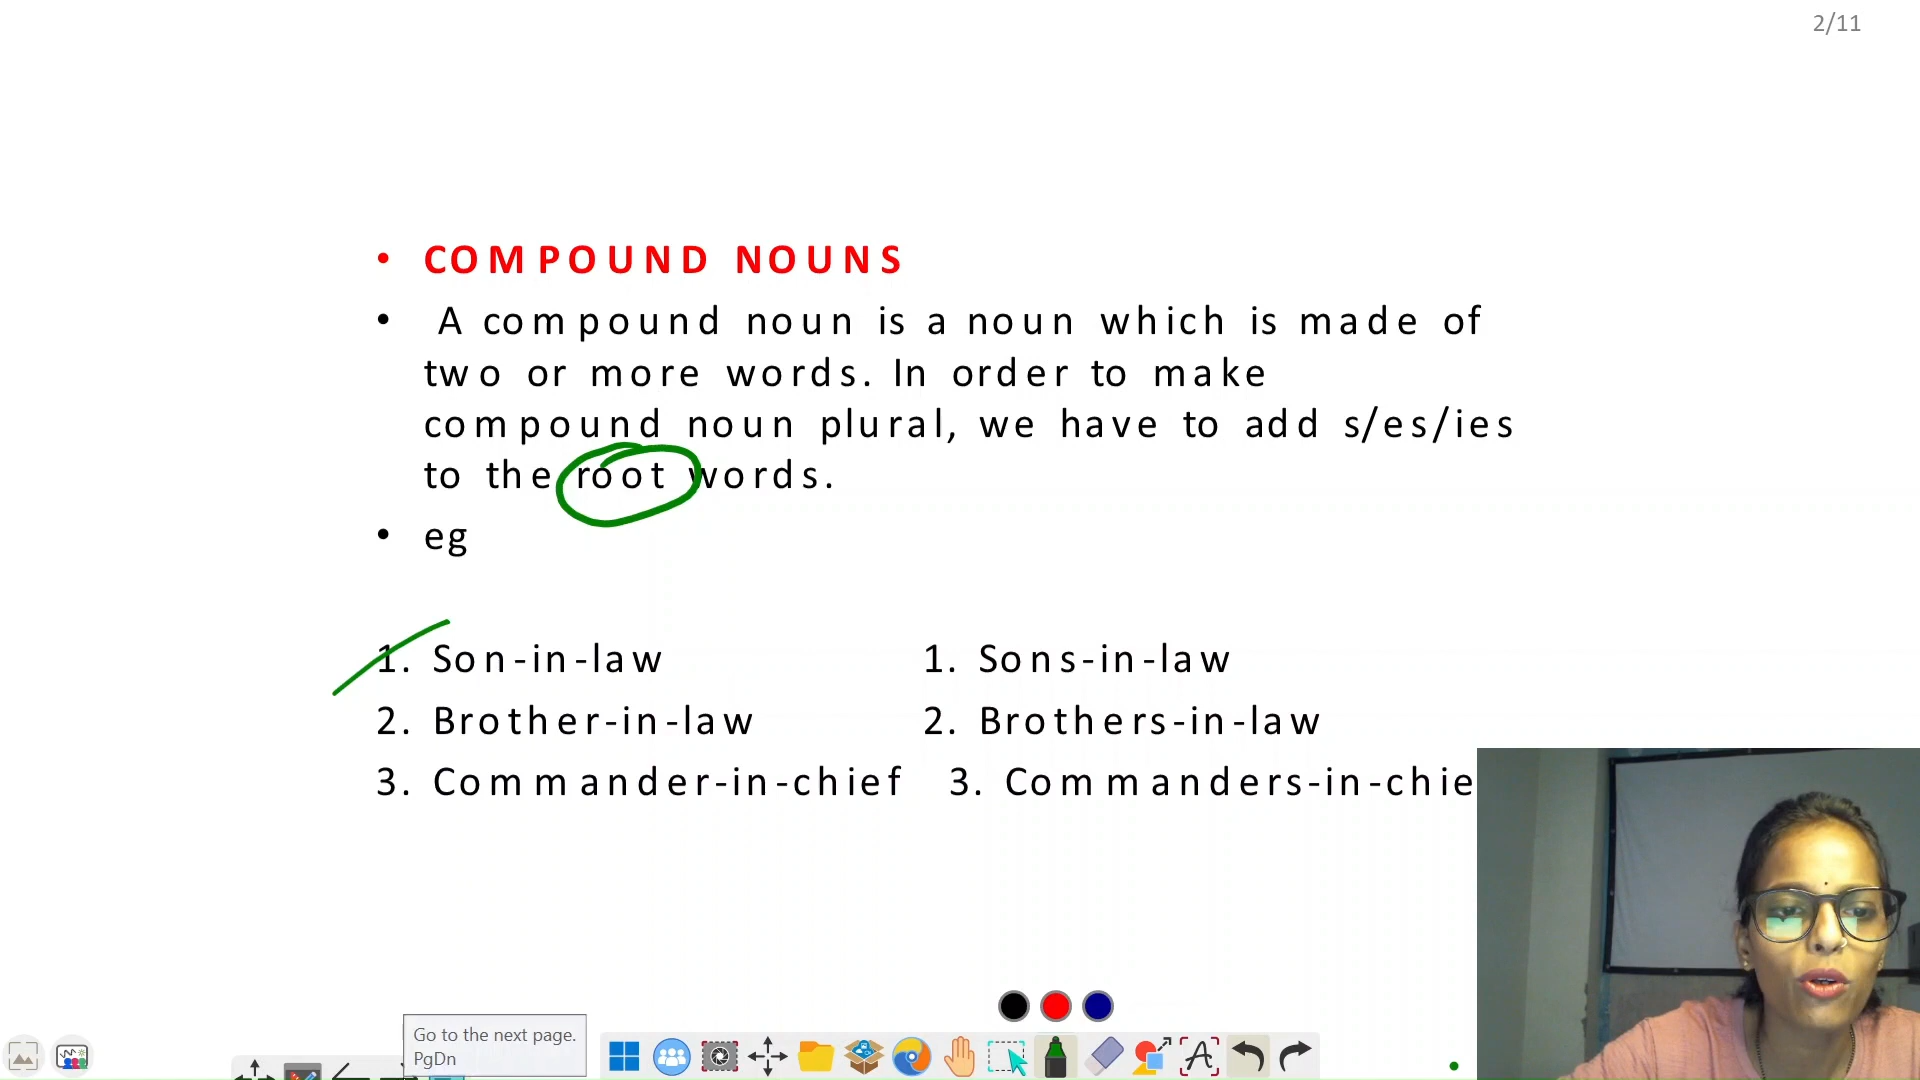 2/11
• COMPOUND NOUNS
• A compound noun is a noun which is made of
two or more words. In order to make
compound noun plural, we have to add s/es/ies
to the root words.
• eg
1. Son-in-law 1. Sons-in-law
2. Brother-in-law 2. Brothers-in-law
3. Commander-in-chief 3. Commanders-in-chie
Go to the next page.
PgDn